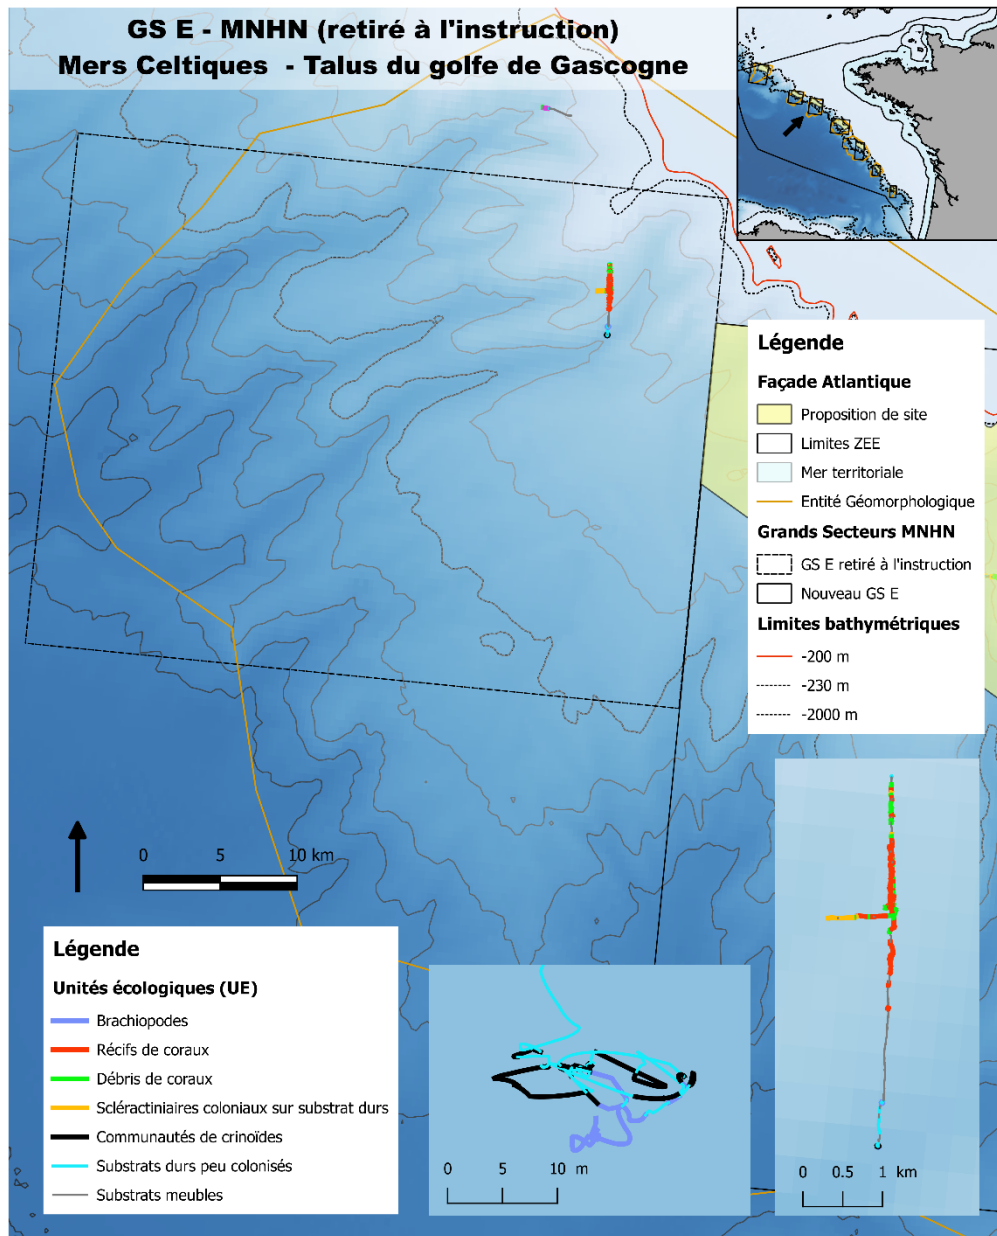 GS E - MNHN (retiré à l'instruction)
Mers Celtiques - Talus du golfe de Gascogne
Légende
Façade Atlantique
Proposition de site
Limites ZEE
Mer territoriale
Entité Géomorphologique
Grands Secteurs MNHN
GS E retiré à l'instruction
Nouveau GS E
Limites bathymétriques
-200 m
-230 m
-2000 m
0 5 10 km
Légende
Unités écologiques (UE)
Brachiopodes
Récifs de coraux
Débris de coraux
Scléractiniaires coloniaux sur substrat durs
Communautés de crinoïdes
Substrats durs peu colonisés
Substrats meubles
0 5 10 m
0 0.5 1 km